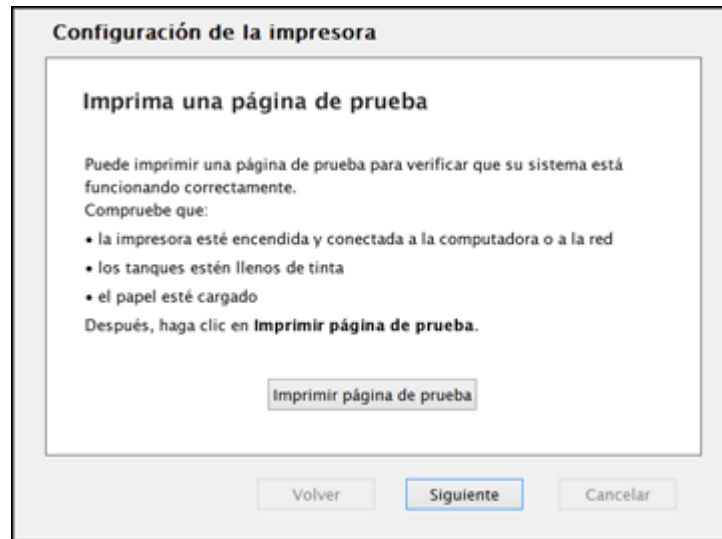 Configuración de la impresora
Imprima una página de prueba
Puede imprimir una página de prueba para verificar que su sistema está
funcionando correctamente.
Compruebe que:
• la impresora esté encendida y conectada a la computadora o a la red
• los tanques estén llenos de tinta
• el papel esté cargado
Después, haga clic en Imprimir página de prueba.
Imprimir página de prueba
Volver Siguiente Cancelar